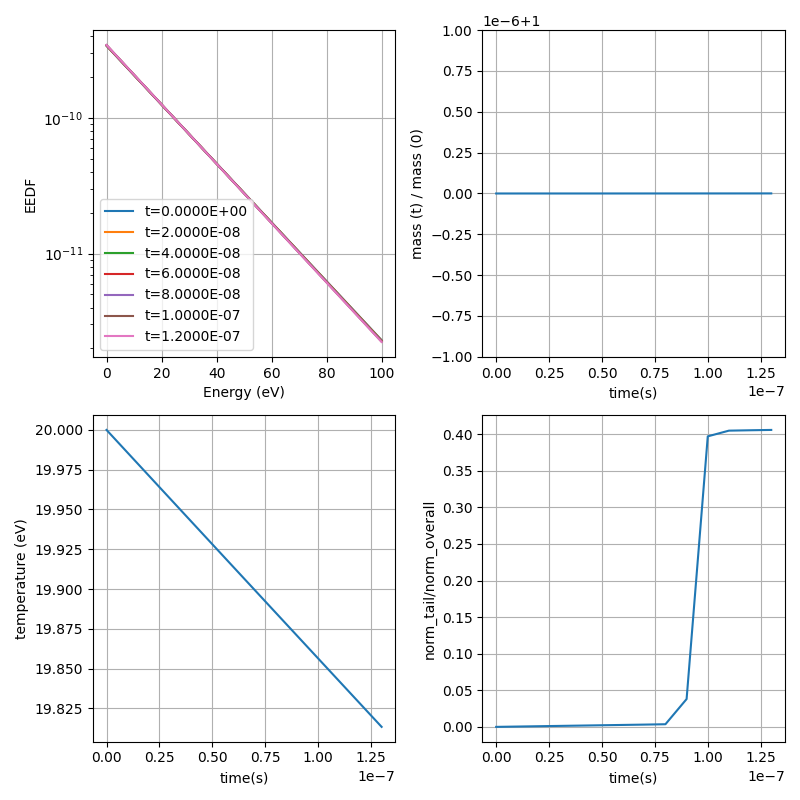 EEDF
10⁻¹⁰
10⁻¹¹
t=0.0000E+00
t=2.0000E-08
t=4.0000E-08
t=6.0000E-08
t=8.0000E-08
t=1.0000E-07
t=1.2000E-07
0 20 40 60 80 100
Energy (eV)
1e-6+1
mass (t) / mass (0)
1.00
0.75
0.50
0.25
0.00
−0.25
−0.50
−0.75
−1.00
0.00 0.25 0.50 0.75 1.00 1.25
1e-7
time(s)
temperature (eV)
20.000
19.975
19.950
19.925
19.900
19.875
19.850
19.825
0.00 0.25 0.50 0.75 1.00 1.25
1e-7
time(s)
norm_tail/norm_overall
0.40
0.35
0.30
0.25
0.20
0.15
0.10
0.05
0.00
0.00 0.25 0.50 0.75 1.00 1.25
1e-7
time(s)